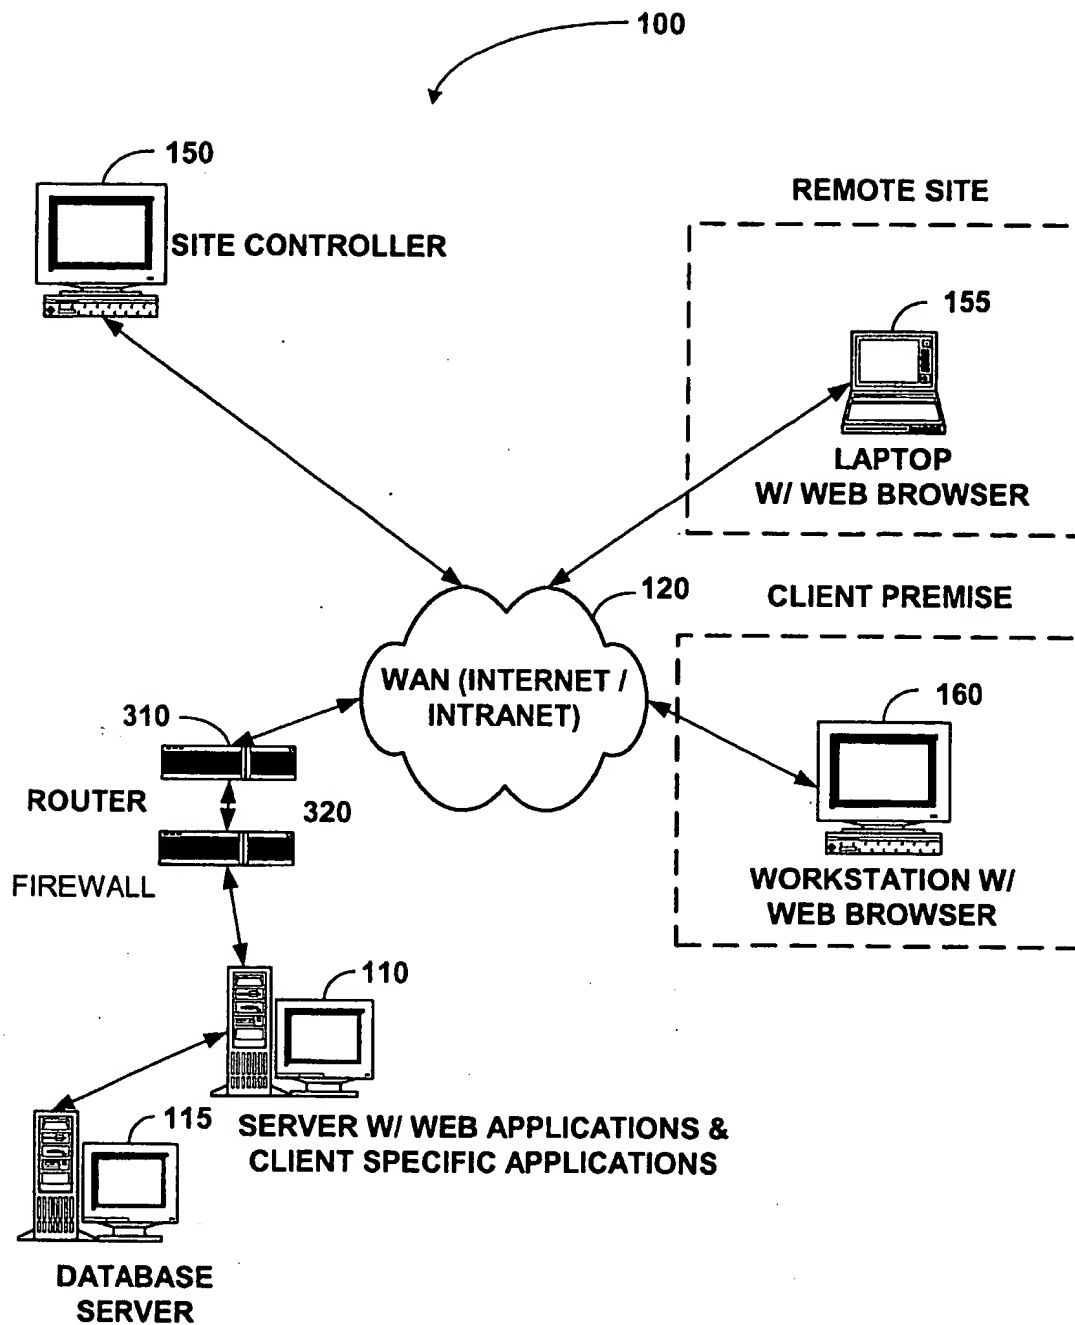 100
150
SITE CONTROLLER
REMOTE SITE
155
LAPTOP
W/ WEB BROWSER
120
CLIENT PREMISE
WAN (INTERNET /
INTRANET)
160
310
ROUTER
320
FIREWALL
WORKSTATION W/
WEB BROWSER
110
SERVER W/ WEB APPLICATIONS &
CLIENT SPECIFIC APPLICATIONS
115
DATABASE
SERVER